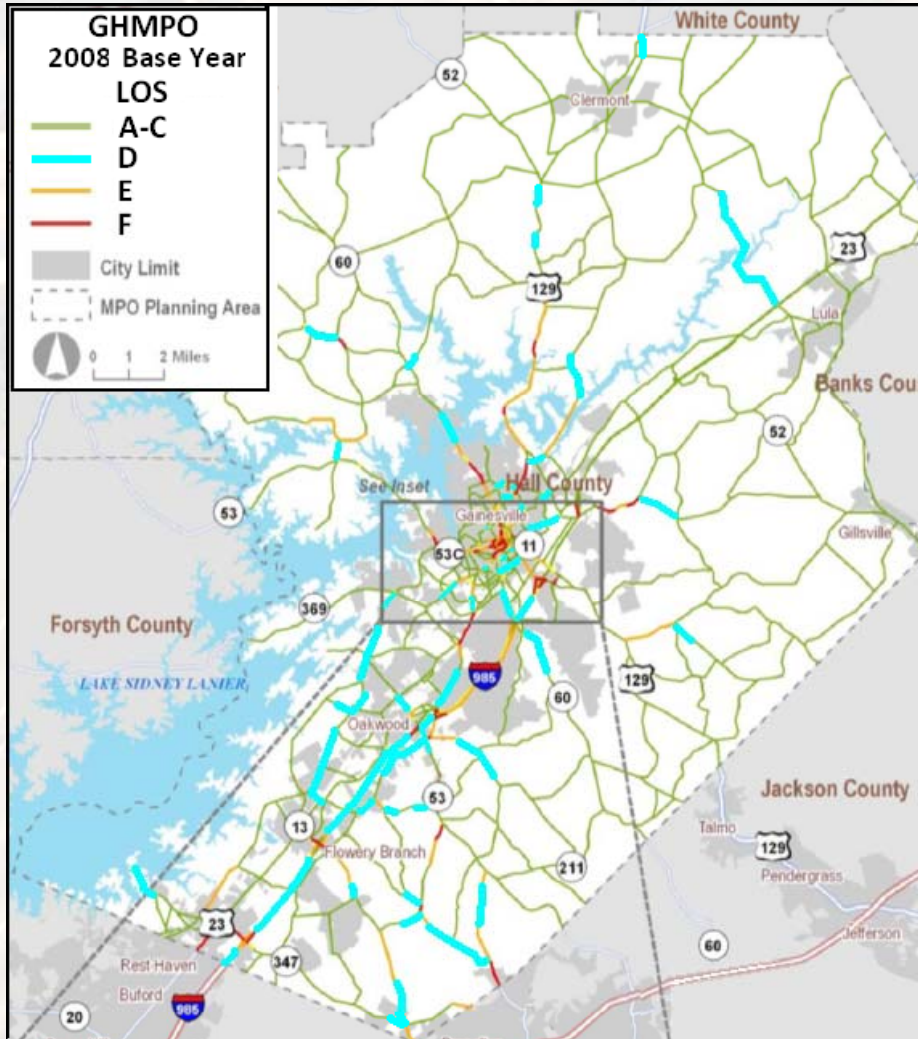 GHMPO
2008 Base Year
LOS
A-C
D
E
F
City Limit
MPO Planning Area
0 1 2 Miles
White County
52
Clermont
23
60
129
Lula
Banks Cou
52
See Inset
Hall County
53
Gainesville
Gillsville
53C
11
369
Forsyth County
LAKE SIDNEY LANIER
985
129
60
Oakwood
Jackson County
53
13
Talmo
129
Flowery Branch
211
Pendergrass
23
Jefferson
60
347
Rest Haven
Buford
985
20